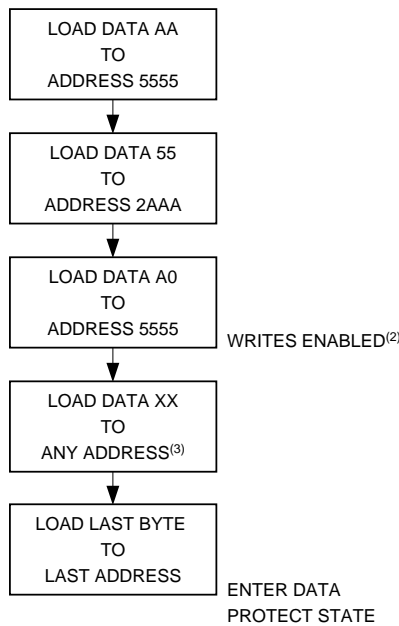 LOAD DATA AA
TO
ADDRESS 5555
LOAD DATA 55
TO
ADDRESS 2AAA
LOAD DATA A0
TO
ADDRESS 5555
WRITES ENABLED(2)
LOAD DATA XX
TO
ANY ADDRESS(3)
LOAD LAST BYTE
TO
LAST ADDRESS
ENTER DATA
PROTECT STATE